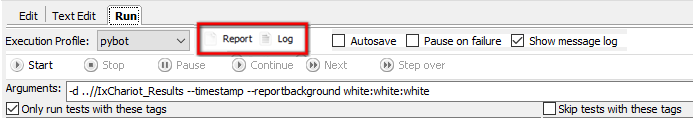 Edit Text Edit Run
Execution Profile: pybot Report Log Autosave Pause on failure Show message log
Start Stop Pause Continue Next Step over
Arguments: -d ..//IxChariot_Results --timestamp --reportbackground white:white:white
Only run tests with these tags Skip tests with these tags